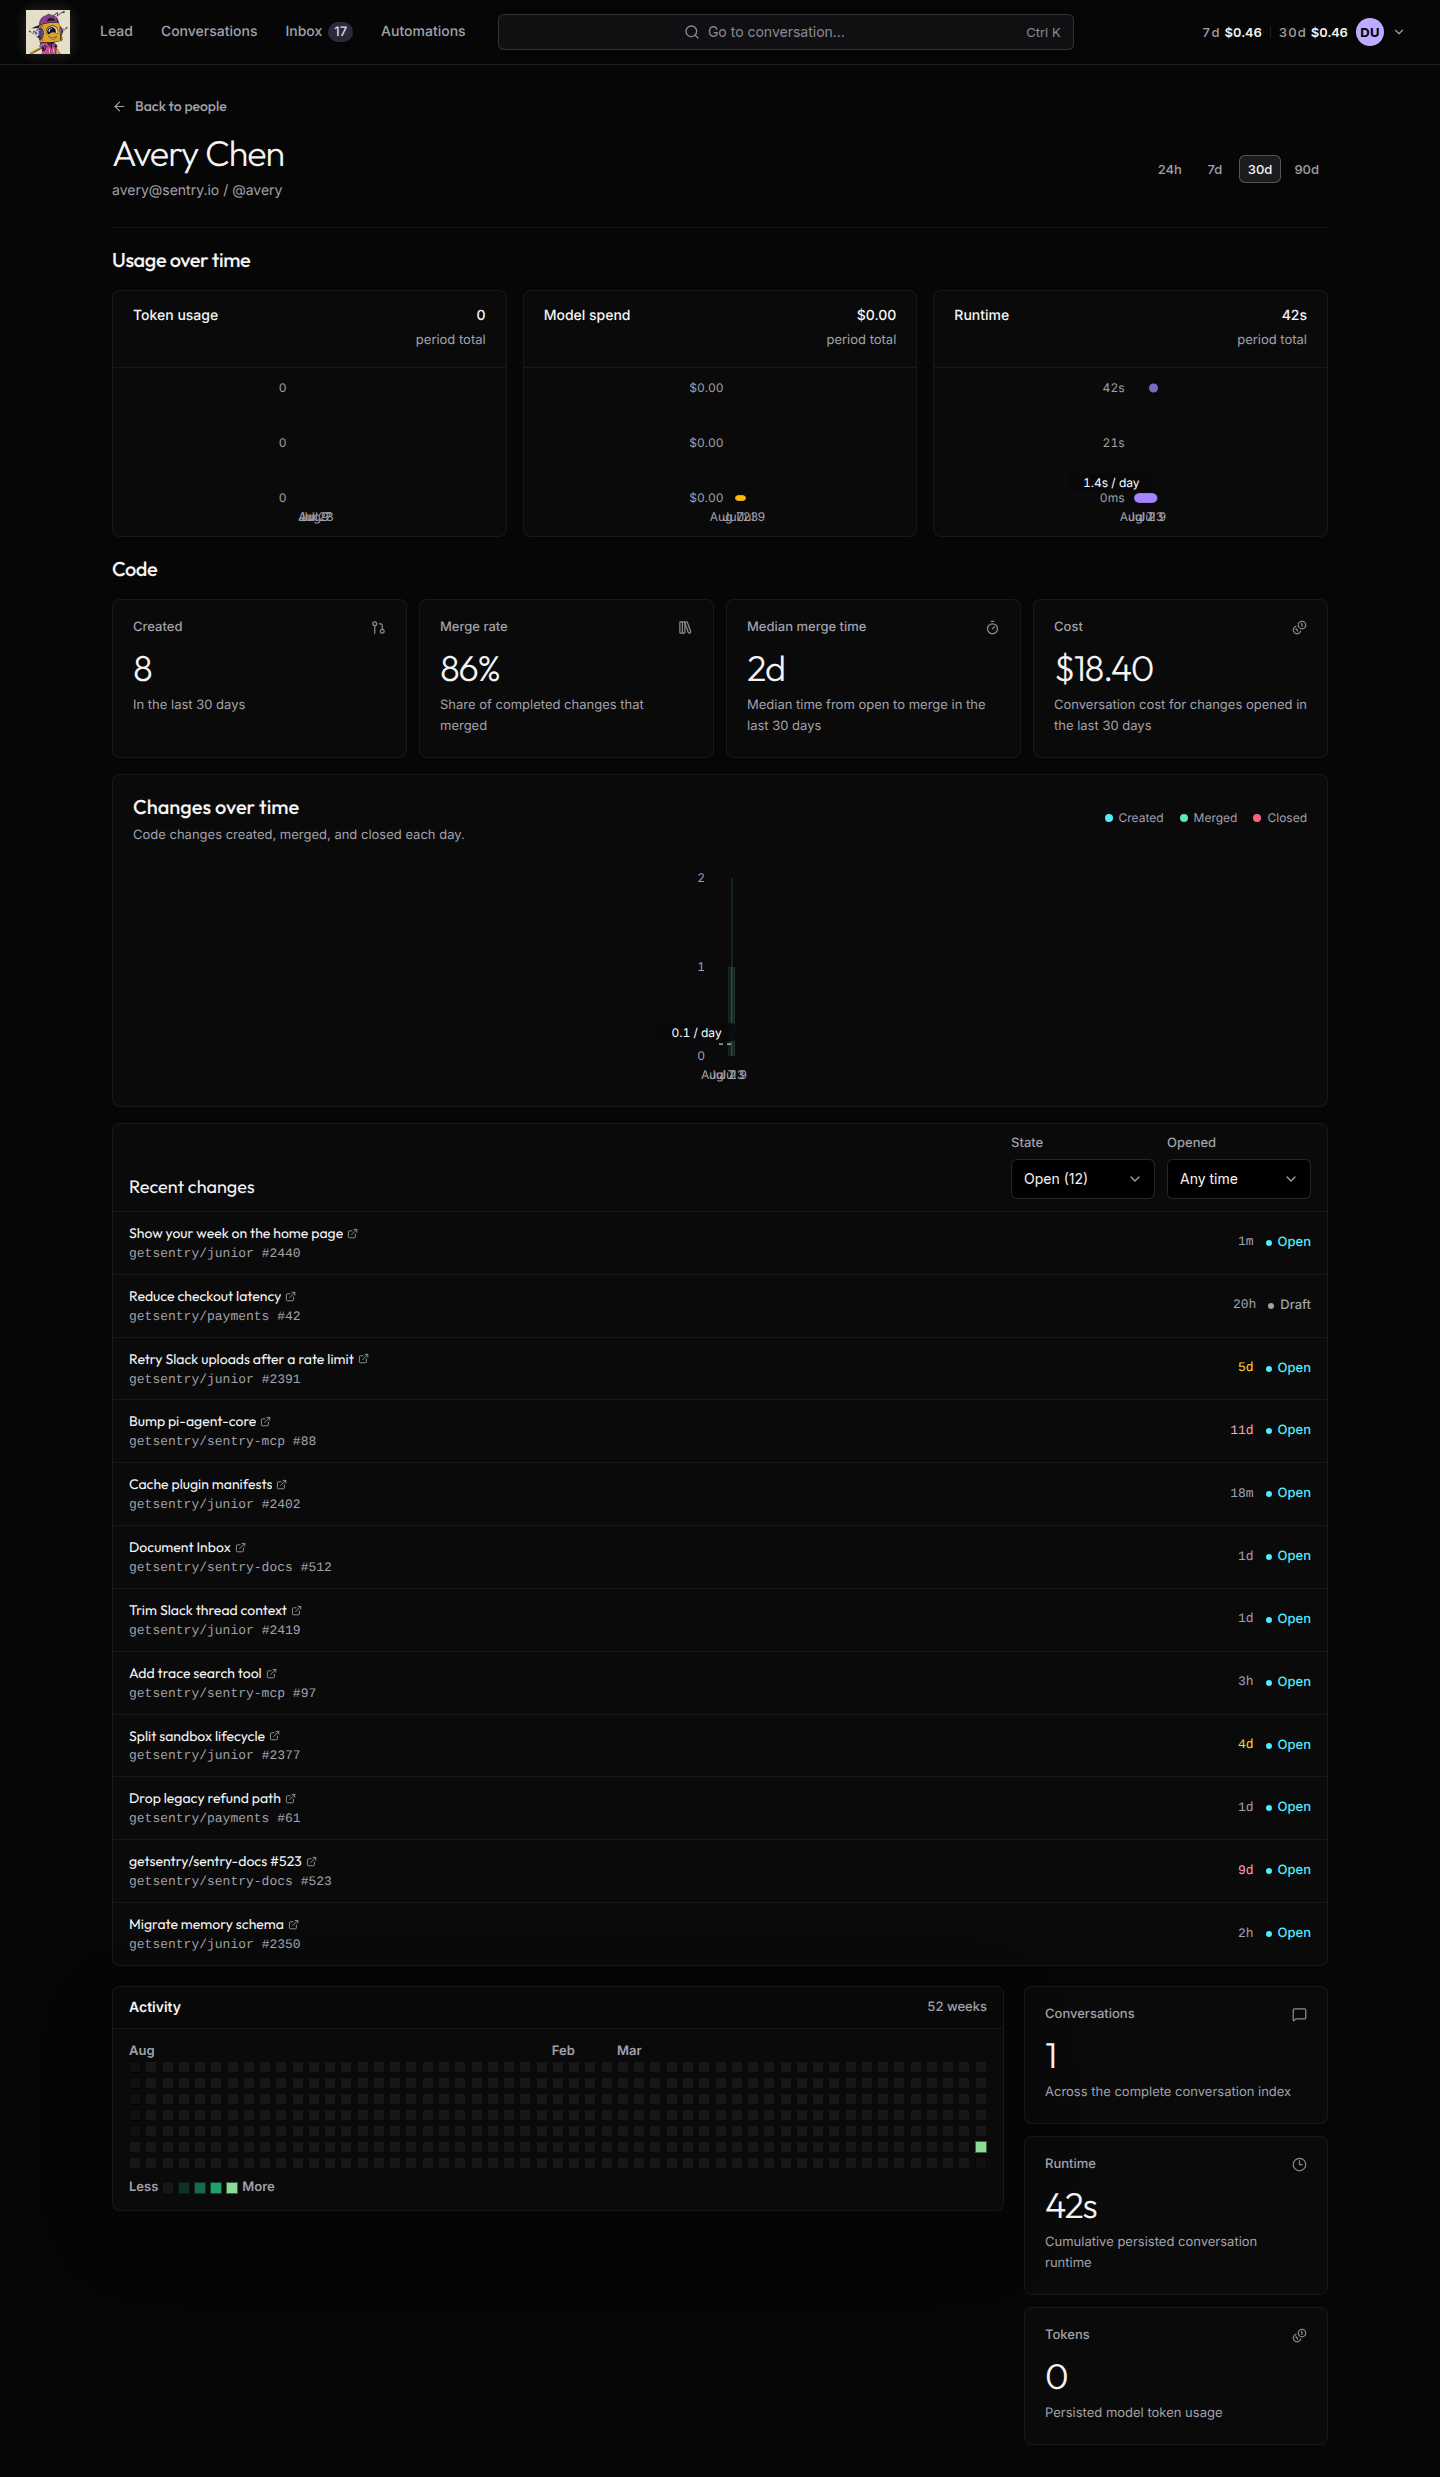 Lead
Conversations
Inbox 17
Automations
Go to conversation...
Ctrl K
7d $0.46
30d $0.46
DU
Back to people
Avery Chen
avery@sentry.io / @avery
24h
7d
30d
90d
Usage over time
Token usage
0
period total
0
0
0
Model spend
$0.00
period total
$0.00
$0.00
$0.00
Runtime
42s
period total
42s
21s
1.4s / day
0ms
Code
Created
8
In the last 30 days
Merge rate
86%
Share of completed changes that
merged
Median merge time
2d
Median time from open to merge in the
last 30 days
Cost
$18.40
Conversation cost for changes opened in
the last 30 days
Changes over time
Code changes created, merged, and closed each day.
Created
Merged
Closed
2
1
0.1 / day
0
State
Opened
Recent changes
Open (12)
Any time
Show your week on the home page
getsentry/junior #2440
1m
Open
Reduce checkout latency
getsentry/payments #42
20h
Draft
Retry Slack uploads after a rate limit
getsentry/junior #2391
5d
Open
Bump pi-agent-core
getsentry/sentry-mcp #88
11d
Open
Cache plugin manifests
getsentry/junior #2402
18m
Open
Document Inbox
getsentry/sentry-docs #512
1d
Open
Trim Slack thread context
getsentry/junior #2419
1d
Open
Add trace search tool
getsentry/sentry-mcp #97
3h
Open
Split sandbox lifecycle
getsentry/junior #2377
4d
Open
Drop legacy refund path
getsentry/payments #61
1d
Open
getsentry/sentry-docs #523
getsentry/sentry-docs #523
9d
Open
Migrate memory schema
getsentry/junior #2350
2h
Open
Activity
52 weeks
Aug
Feb
Mar
Less
More
Conversations
1
Across the complete conversation index
Runtime
42s
Cumulative persisted conversation
runtime
Tokens
0
Persisted model token usage